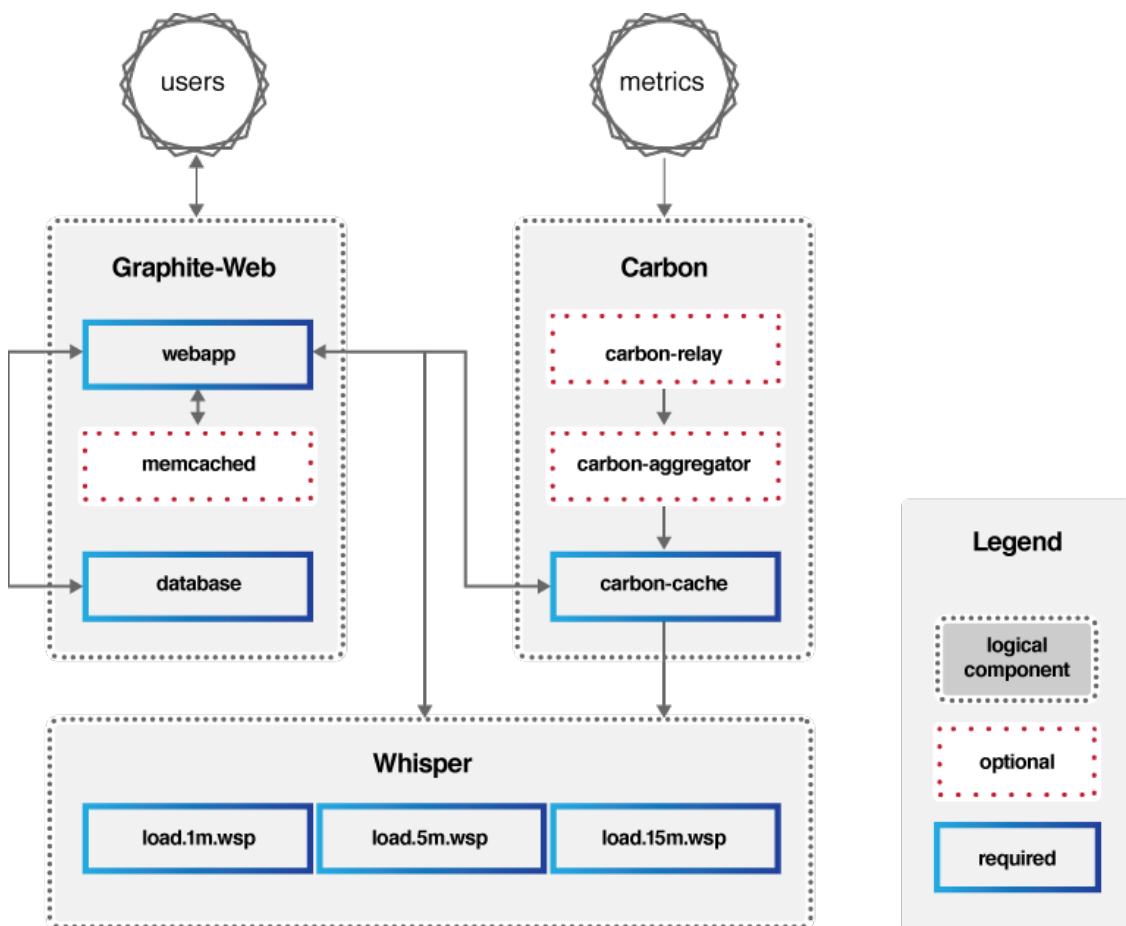 users
metrics
Graphite-Web
webapp
memcached
database
Carbon
carbon-relay
carbon-aggregator
carbon-cache
Whisper
load.1m.wsp
load.5m.wsp
load.15m.wsp
Legend
logical
component
optional
required